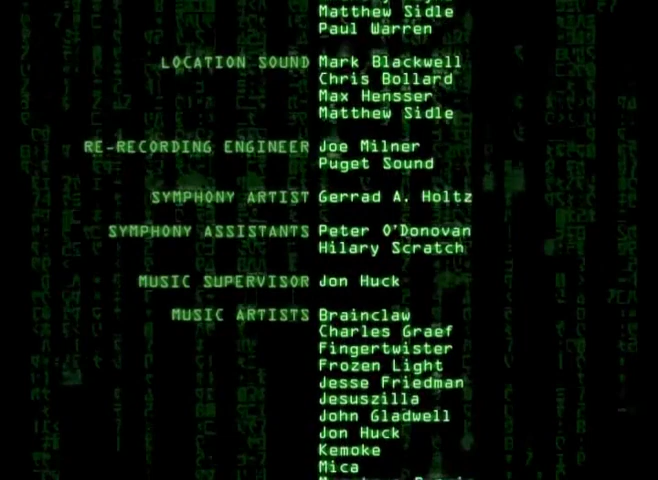 Matthew Sidle
Paul Warren
LOCATION SOUND Mark Blackwell
Chris Bollard
Max Hensser
Matthew Sidle
RE-RECORDING ENGINEER Joe Milner
Puget Sound
SYMPHONY ARTIST Gerrad A. Holtz
SYMPHONY ASSISTANTS Peter O'Donovan
Hilary Scratch
MUSIC SUPERVISOR Jon Huck
MUSIC ARTISTS Brainclaw
Charles Graef
Fingertwister
Frozen Light
Jesse Friedman
Jesuszilla
John Gladwell
Jon Huck
Kemoke
Mica